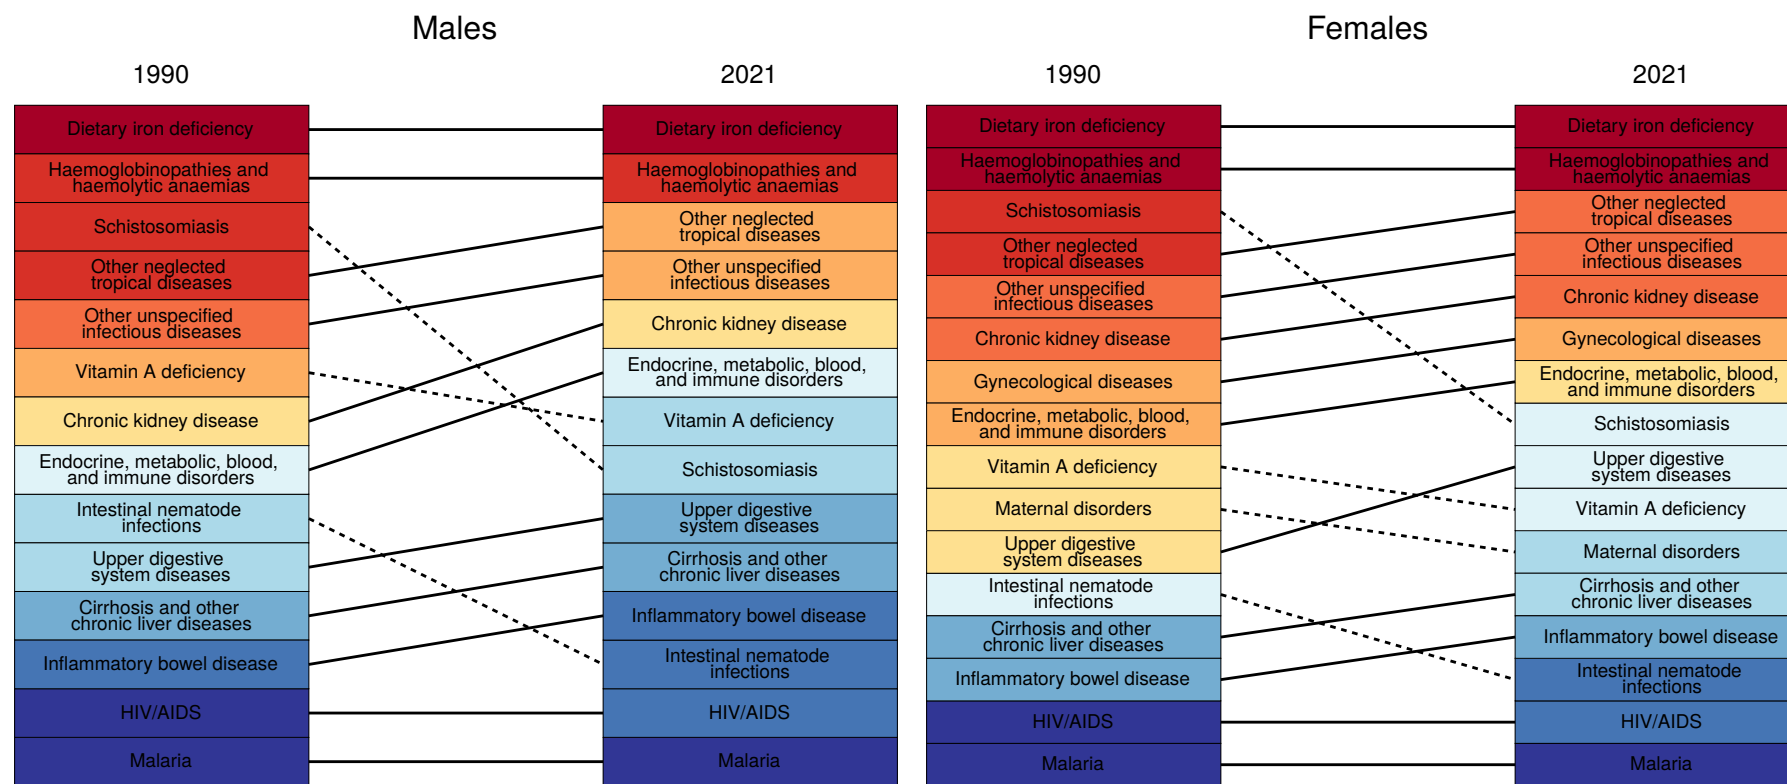 Males
1990
2021
Dietary iron deficiency
Haemoglobinopathies and
haemolytic anaemias
Schistosomiasis
Other neglected
tropical diseases
Other unspecified
infectious diseases
Vitamin A deficiency
Chronic kidney disease
Endocrine, metabolic, blood,
and immune disorders
Intestinal nematode
infections
Upper digestive
system diseases
Cirrhosis and other
chronic liver diseases
Inflammatory bowel disease
HIV/AIDS
Malaria
Dietary iron deficiency
Haemoglobinopathies and
haemolytic anaemias
Other neglected
tropical diseases
Other unspecified
infectious diseases
Chronic kidney disease
Endocrine, metabolic, blood,
and immune disorders
Vitamin A deficiency
Schistosomiasis
Upper digestive
system diseases
Cirrhosis and other
chronic liver diseases
Inflammatory bowel disease
Intestinal nematode
infections
HIV/AIDS
Malaria
Females
1990
2021
Dietary iron deficiency
Haemoglobinopathies and
haemolytic anaemias
Schistosomiasis
Other neglected
tropical diseases
Other unspecified
infectious diseases
Chronic kidney disease
Gynecological diseases
Endocrine, metabolic, blood,
and immune disorders
Vitamin A deficiency
Maternal disorders
Upper digestive
system diseases
Intestinal nematode
infections
Cirrhosis and other
chronic liver diseases
Inflammatory bowel disease
HIV/AIDS
Malaria
Dietary iron deficiency
Haemoglobinopathies and
haemolytic anaemias
Other neglected
tropical diseases
Other unspecified
infectious diseases
Chronic kidney disease
Gynecological diseases
Endocrine, metabolic, blood,
and immune disorders
Schistosomiasis
Upper digestive
system diseases
Vitamin A deficiency
Maternal disorders
Cirrhosis and other
chronic liver diseases
Inflammatory bowel disease
Intestinal nematode
infections
HIV/AIDS
Malaria